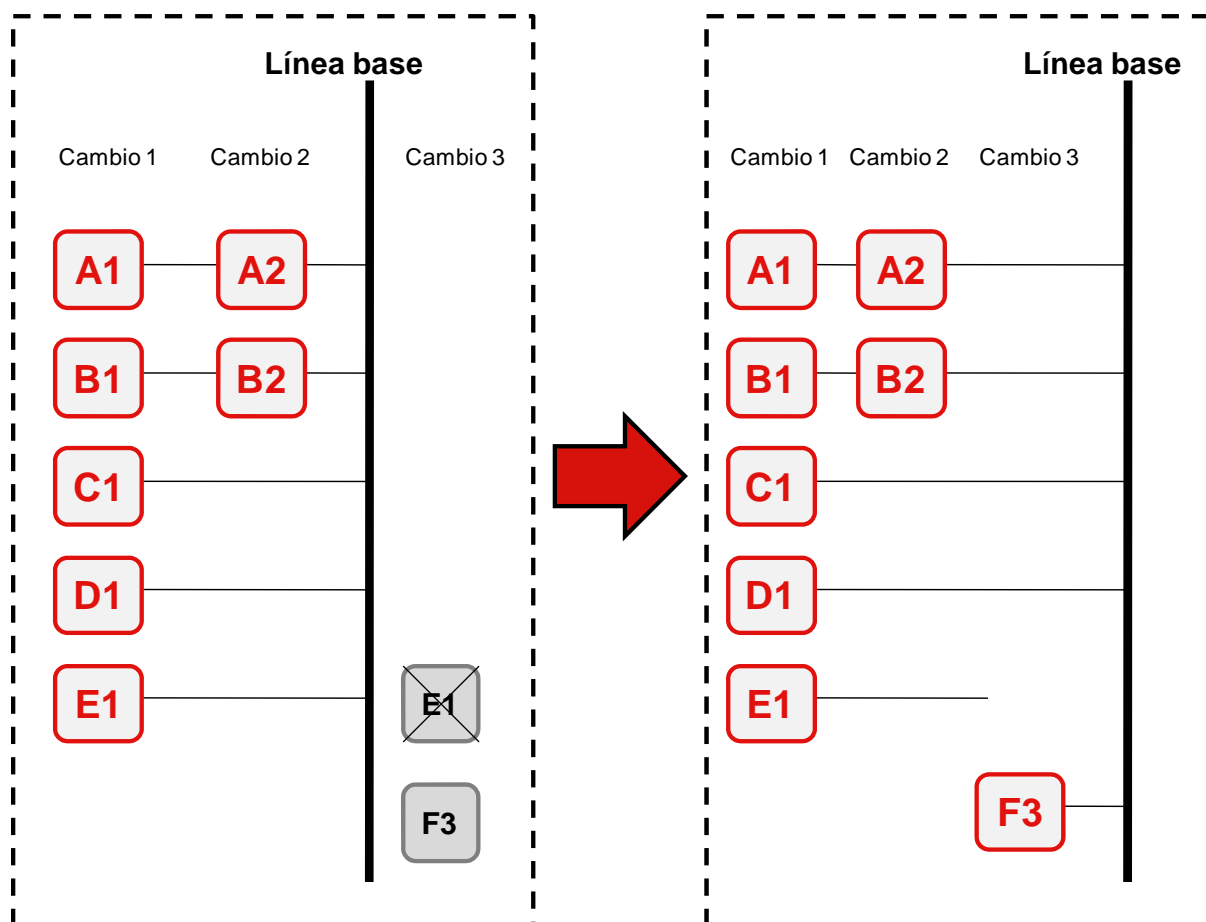 Línea base
Cambio 1 Cambio 2 Cambio 3
A1 A2
B1 B2
C1
D1
E1 E1
F3
Línea base
Cambio 1 Cambio 2 Cambio 3
A1 A2
B1 B2
C1
D1
E1
F3